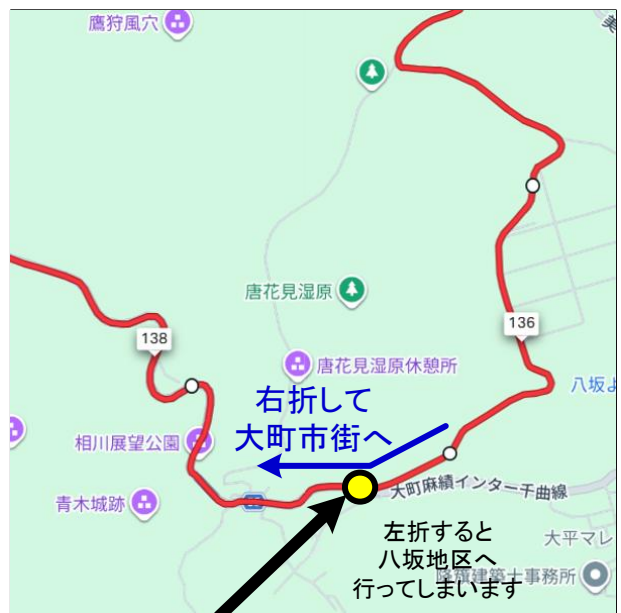 鷹狩風穴
美
136
唐花見湿原
138
唐花見湿原休憩所
八坂よ
右折して
大町市街へ
相川展望公園
青木城跡
大町麻績インター千曲線
左折すると
八坂地区へ
行ってしまいます
大平マレ
降旗建築士事務所